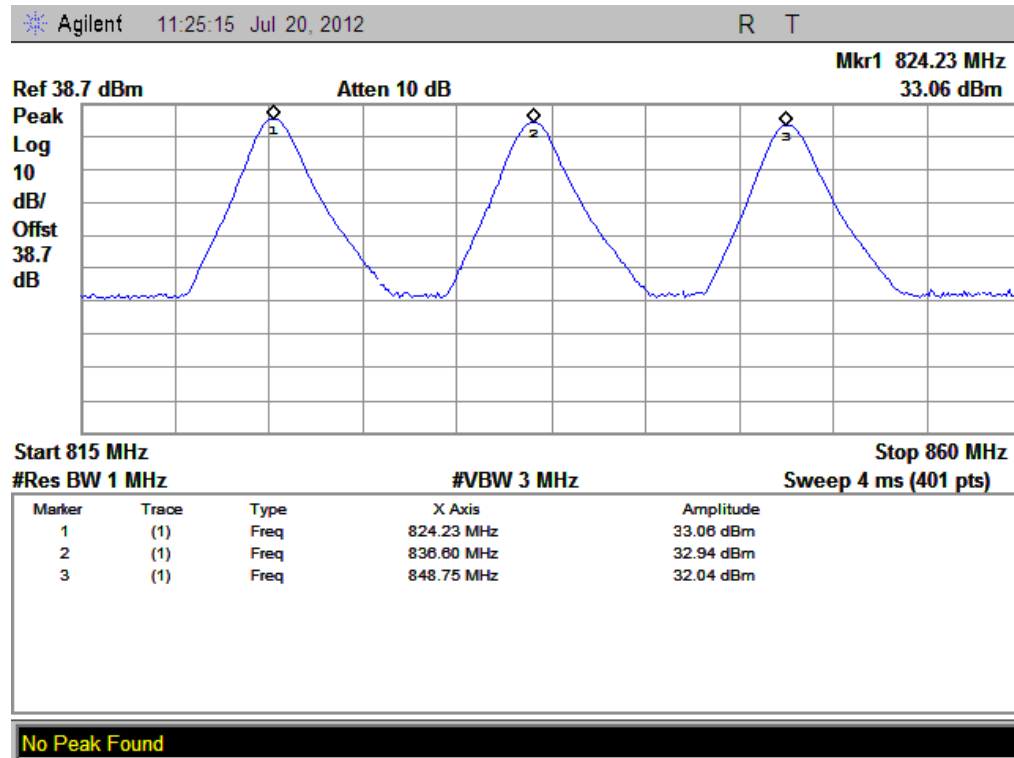 Agilent 11:25:15 Jul 20, 2012 R T
Mkr1 824.23 MHz
Ref 38.7 dBm Atten 10 dB 33.06 dBm
Peak
Log
10
dB/
Offst
38.7
dB
1 2 3
Start 815 MHz Stop 860 MHz
#Res BW 1 MHz #VBW 3 MHz Sweep 4 ms (401 pts)
Marker Trace Type X Axis Amplitude
1 (1) Freq 824.23 MHz 33.06 dBm
2 (1) Freq 836.60 MHz 32.94 dBm
3 (1) Freq 848.75 MHz 32.04 dBm
No Peak Found